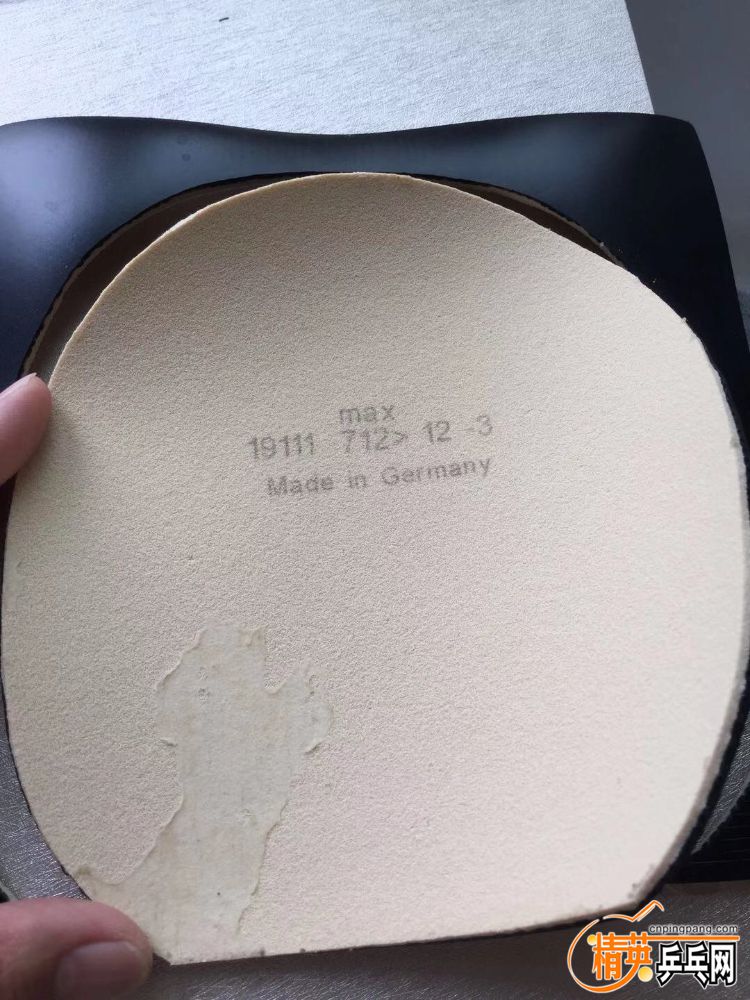 max
19111 712> 12 -3
Made in Germany
cnpingpang.com
精英乒乓网